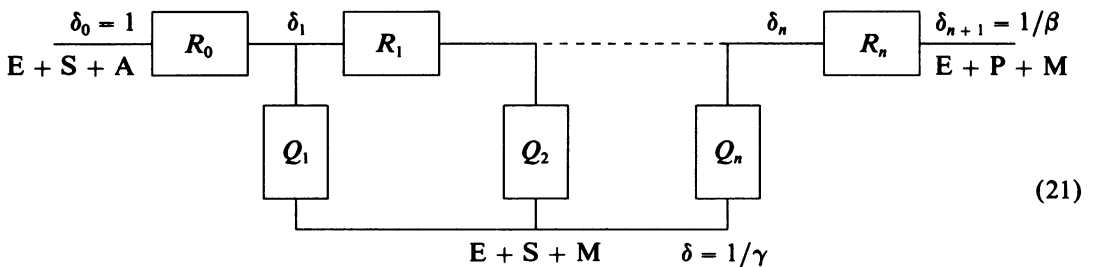 δ₀ = 1 δ₁ δₙ δₙ₊₁ = 1/β
R₀ R₁ Rₙ
E + S + A E + P + M
Q₁ Q₂ Qₙ
(21)
E + S + M δ = 1/γ